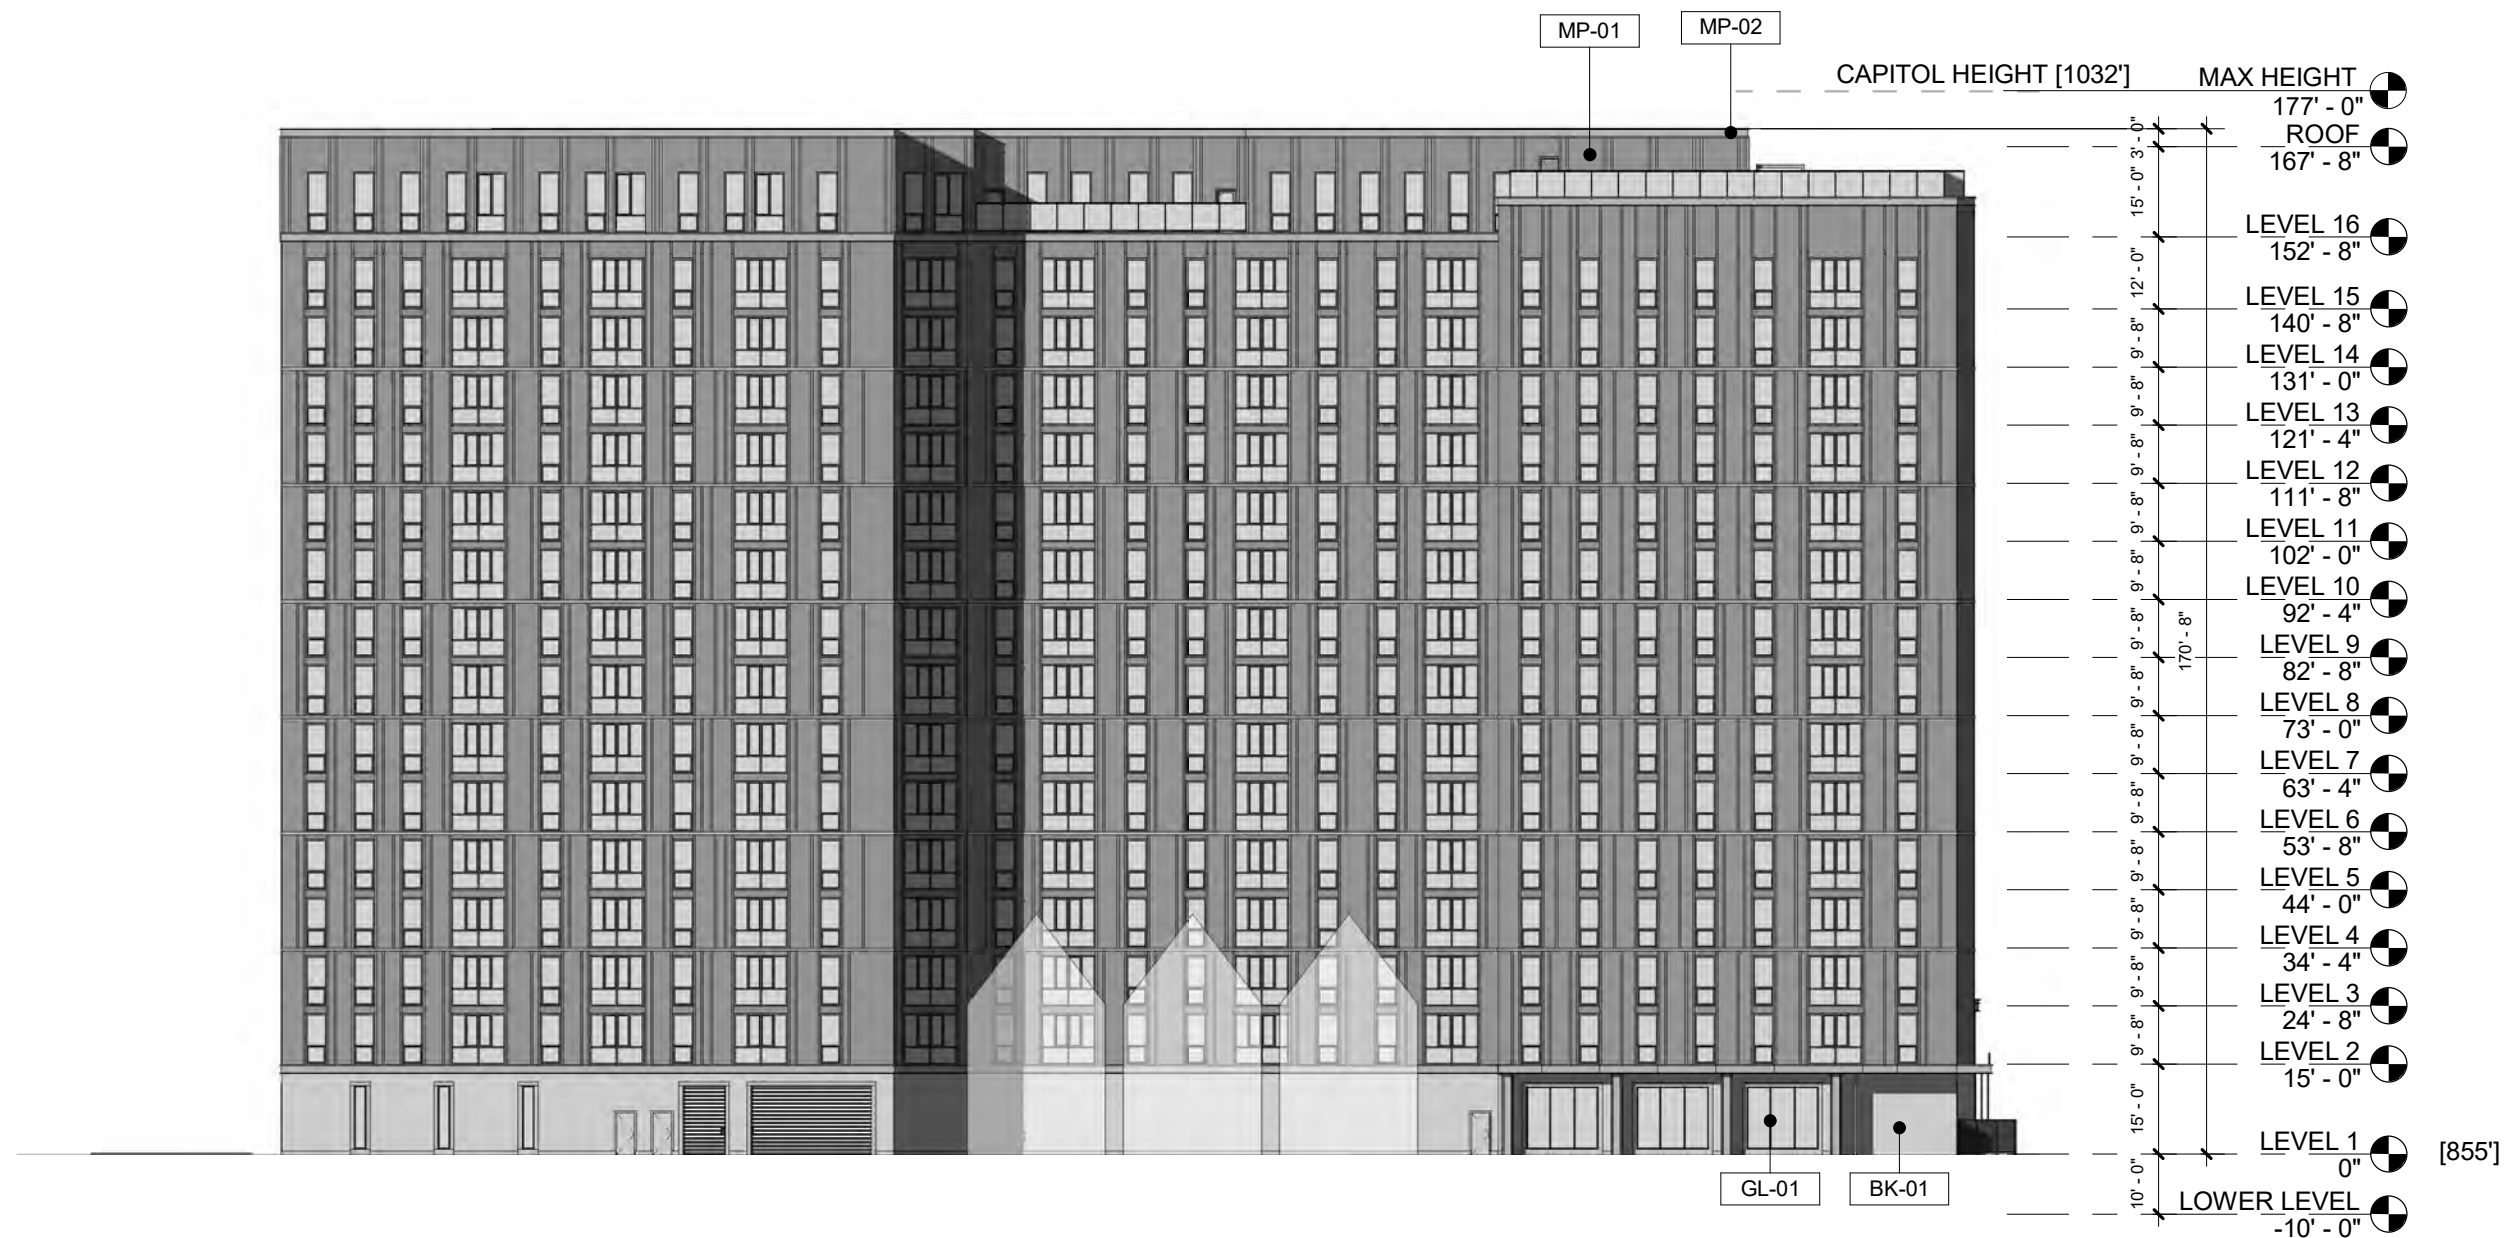 MP-01
MP-02
CAPITOL HEIGHT [1032']
MAX HEIGHT
177' - 0"
3' - 0"
ROOF
167' - 8"
15' - 0"
LEVEL 16
152' - 8"
12' - 0"
LEVEL 15
140' - 8"
9' - 8"
LEVEL 14
131' - 0"
9' - 8"
LEVEL 13
121' - 4"
9' - 8"
LEVEL 12
111' - 8"
9' - 8"
LEVEL 11
102' - 0"
9' - 8"
LEVEL 10
92' - 4"
9' - 8"
170' - 8"
LEVEL 9
82' - 8"
9' - 8"
LEVEL 8
73' - 0"
9' - 8"
LEVEL 7
63' - 4"
9' - 8"
LEVEL 6
53' - 8"
9' - 8"
LEVEL 5
44' - 0"
9' - 8"
LEVEL 4
34' - 4"
9' - 8"
LEVEL 3
24' - 8"
9' - 8"
LEVEL 2
15' - 0"
15' - 0"
LEVEL 1
0"
[855']
10' - 0"
GL-01
BK-01
LOWER LEVEL
-10' - 0"